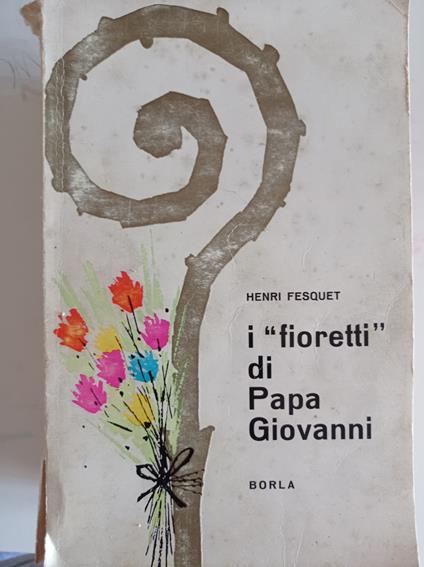 HENRI FESQUET
i "fioretti"
di
Papa
Giovanni
BORLA